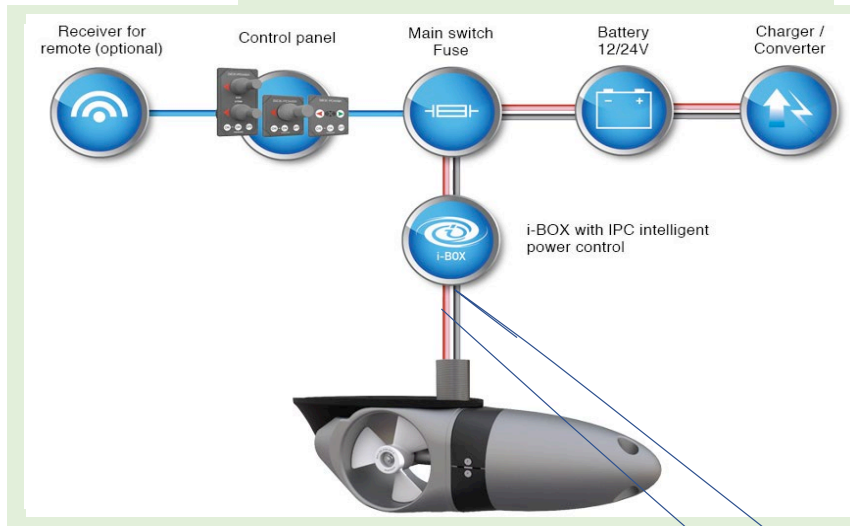 Receiver for
remote (optional)
Control panel
Main switch
Fuse
Battery
12/24V
Charger /
Converter
i-BOX with IPC intelligent
power control
i-BOX